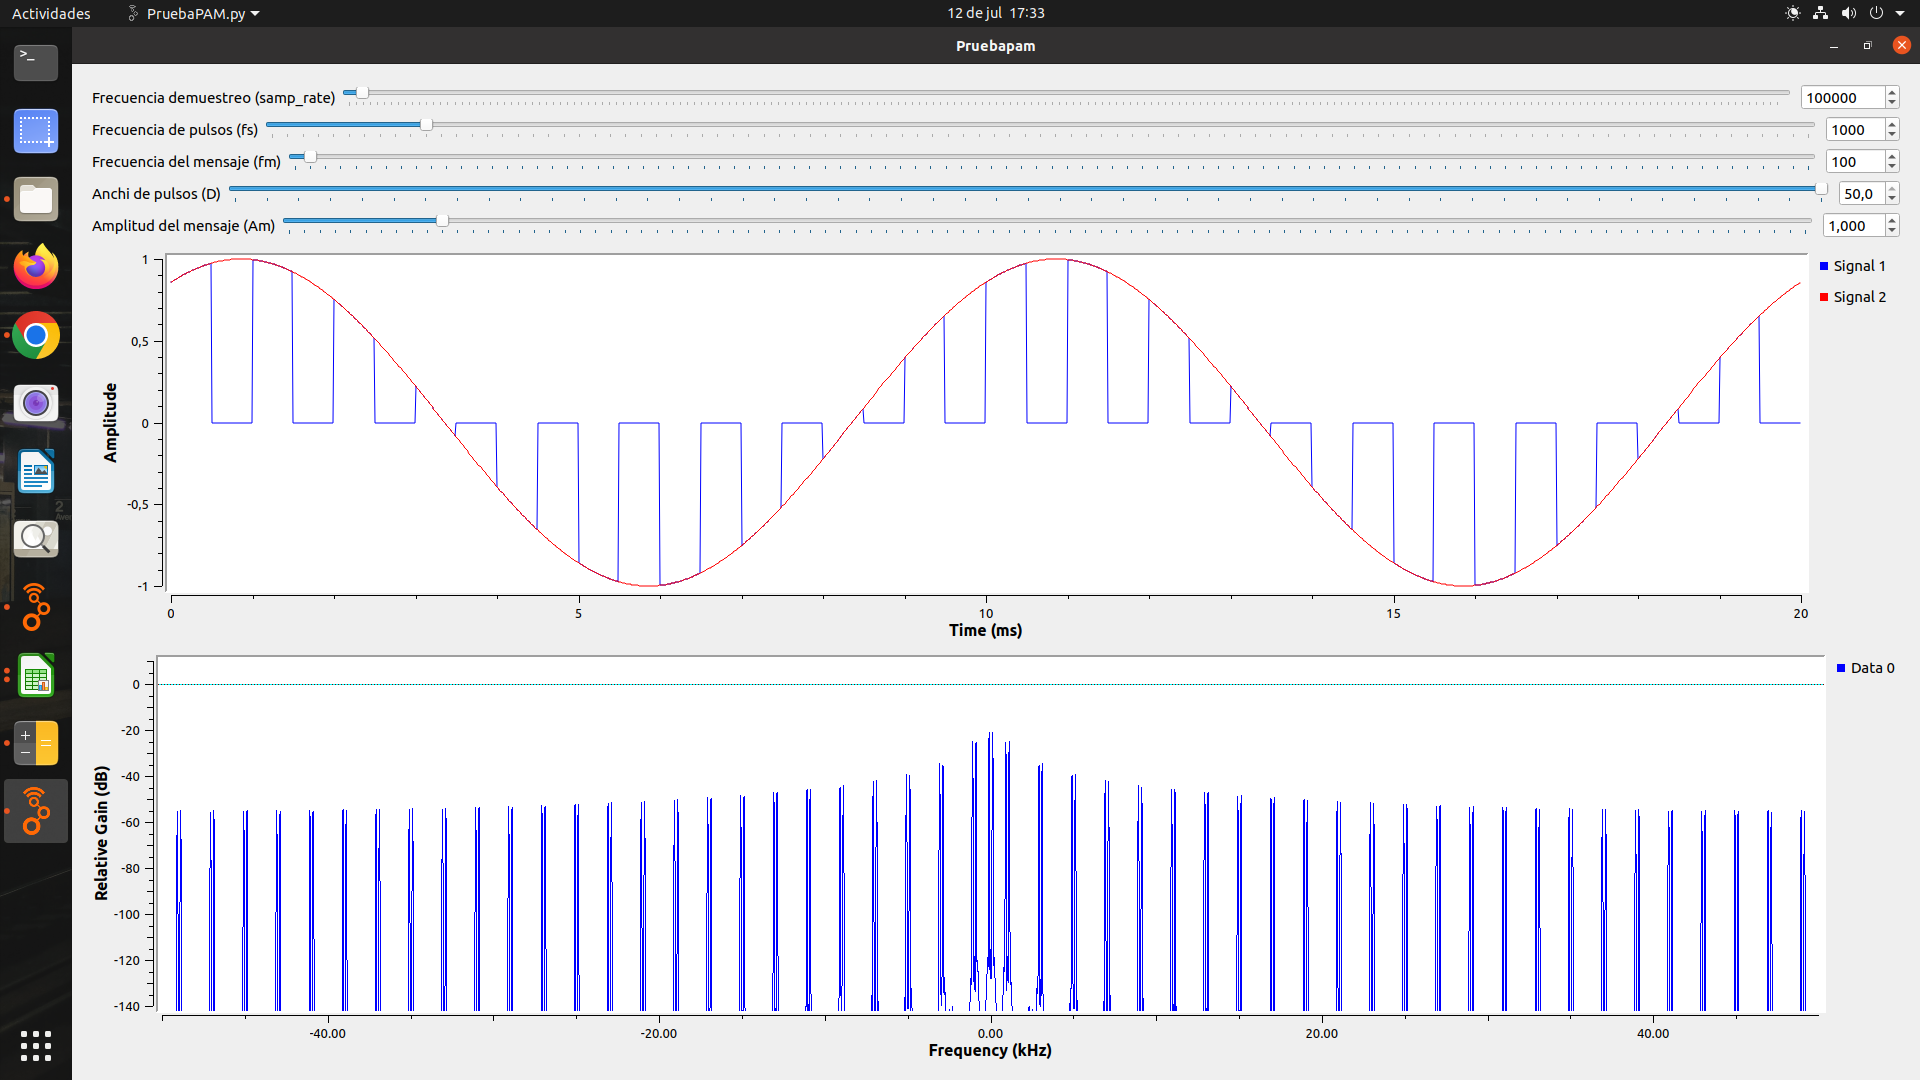 Actividades PruebaPAM.py 12 de jul 17:33
Pruebapam
Frecuencia demuestreo (samp_rate) 100000
Frecuencia de pulsos (fs) 1000
Frecuencia del mensaje (fm) 100
Anchi de pulsos (D) 50,0
Amplitud del mensaje (Am) 1,000
Signal 1
Signal 2
Amplitude
1
0,5
0
-0,5
-1
0 5 10 15 20
Time (ms)
Data 0
Relative Gain (dB)
0
-20
-40
-60
-80
-100
-120
-140
-40.00 -20.00 0.00 20.00 40.00
Frequency (kHz)